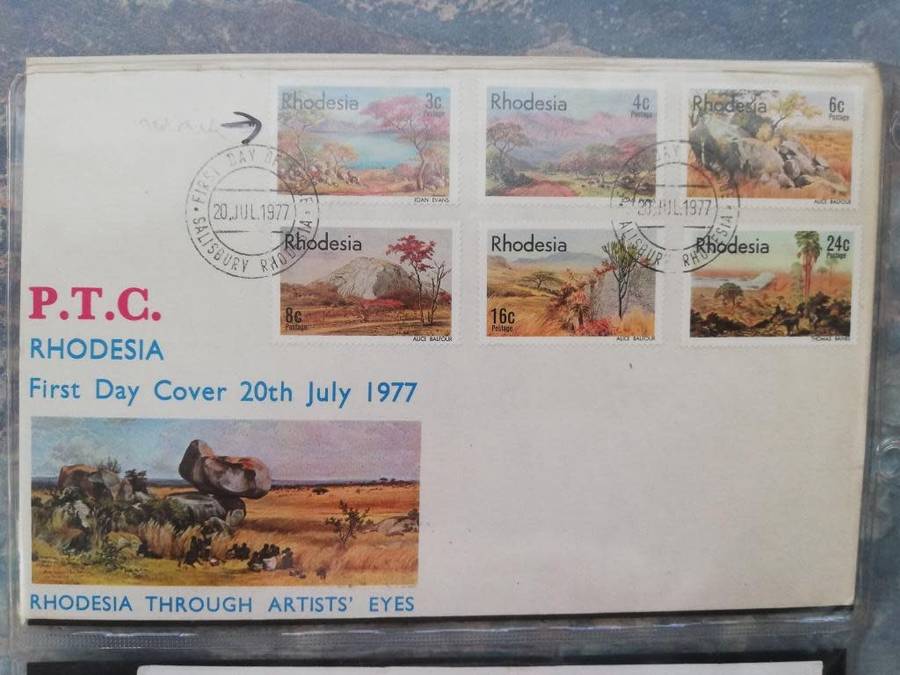 Rhodesia 3c
Postage
JOAN EVANS
Rhodesia 4c
Postage
Rhodesia 6c
Postage
ALICE BALFOUR
FIRST DAY OF ISSUE
20.JUL.1977
SALISBURY RHODESIA
DAY
20.JUL.1977
SALISBURY RHODESIA
Rhodesia
8c
Postage
ALICE BALFOUR
Rhodesia
16c
Postage
ALICE BALFOUR
Rhodesia 24c
Postage
THOMAS BAINES
P.T.C.
RHODESIA
First Day Cover 20th July 1977
RHODESIA THROUGH ARTISTS' EYES